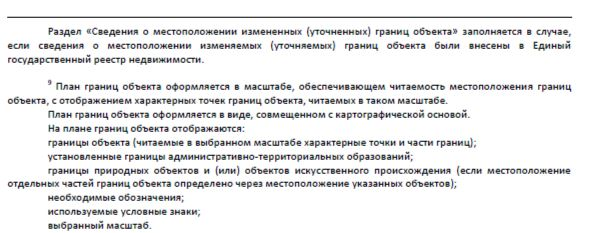 Раздел «Сведения о местоположении измененных (уточненных) границ объекта» заполняется в случае,
если сведения о местоположении изменяемых (уточняемых) границ объекта были внесены в Единый
государственный реестр недвижимости.
⁹ План границ объекта оформляется в масштабе, обеспечивающем читаемость местоположения границ
объекта, с отображением характерных точек границ объекта, читаемых в таком масштабе.
План границ объекта оформляется в виде, совмещенном с картографической основой.
На плане границ объекта отображаются:
границы объекта (читаемые в выбранном масштабе характерные точки и части границ);
установленные границы административно-территориальных образований;
границы природных объектов и (или) объектов искусственного происхождения (если местоположение
отдельных частей границ объекта определено через местоположение указанных объектов);
необходимые обозначения;
используемые условные знаки;
выбранный масштаб.